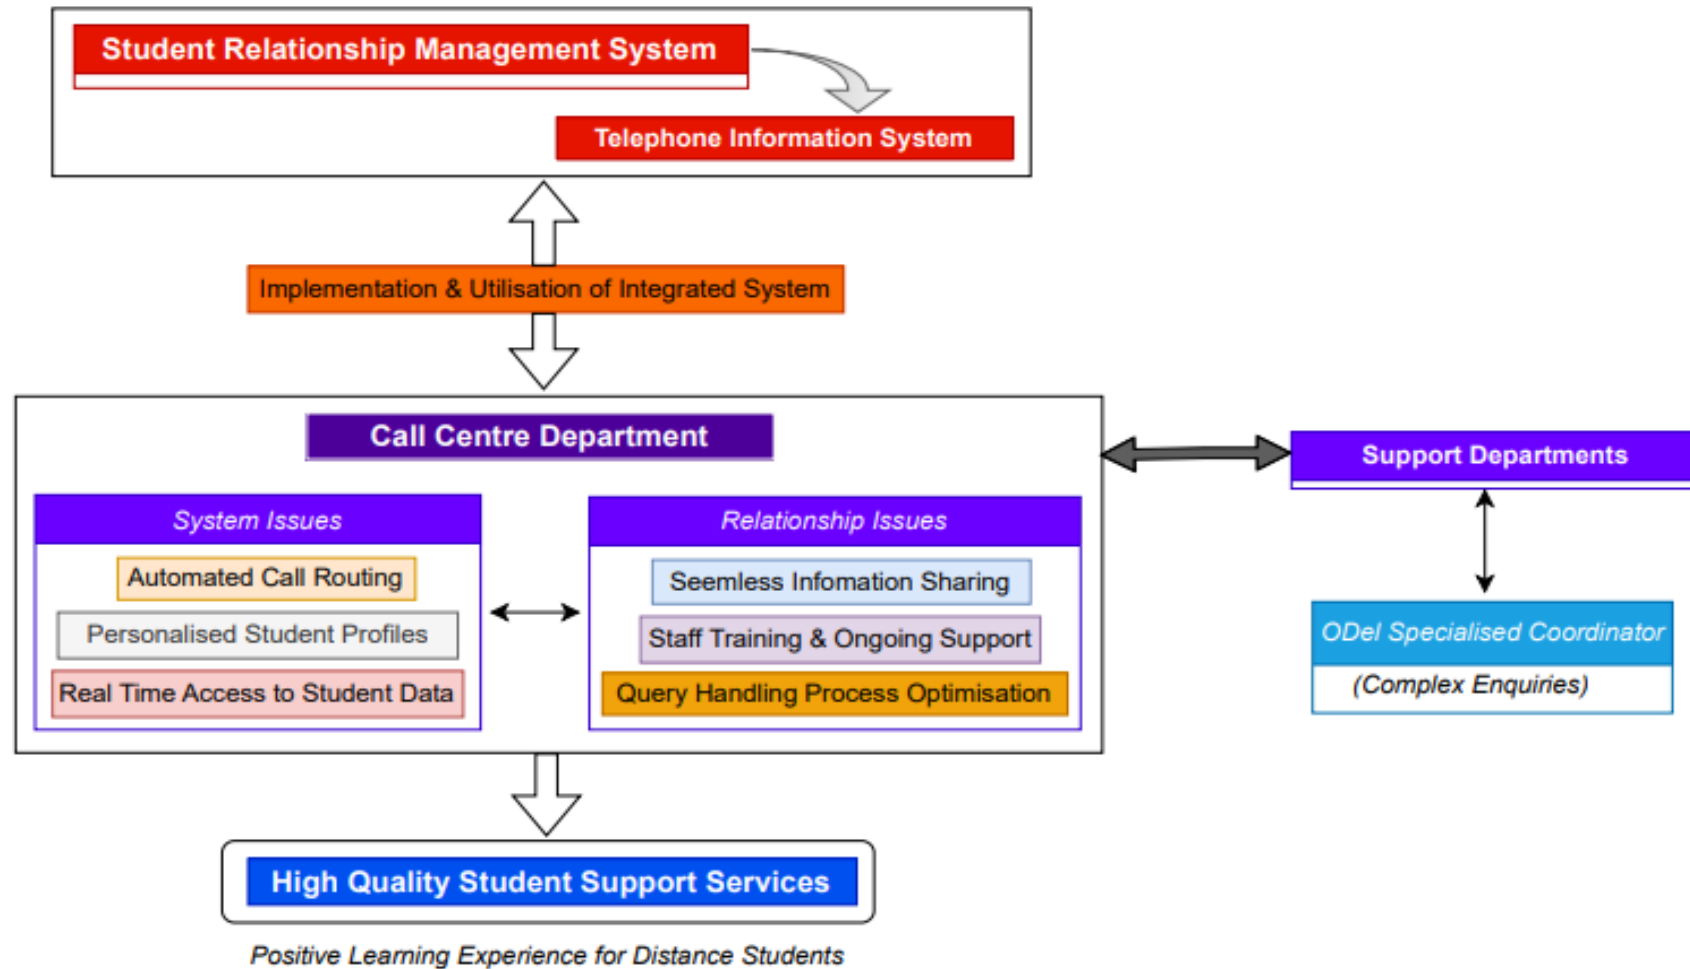 Student Relationship Management System
Telephone Information System
Implementation & Utilisation of Integrated System
Call Centre Department
Support Departments
System Issues
Automated Call Routing
Personalised Student Profiles
Real Time Access to Student Data
Relationship Issues
Seemless Infomation Sharing
Staff Training & Ongoing Support
Query Handling Process Optimisation
ODel Specialised Coordinator
(Complex Enquiries)
High Quality Student Support Services
Positive Learning Experience for Distance Students